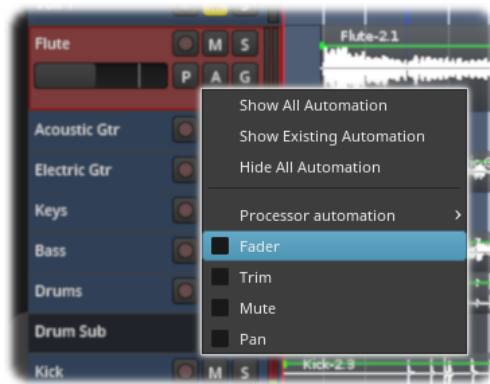 Flute
M S
Flute-2.1
P A G
Show All Automation
Show Existing Automation
Hide All Automation
Processor automation
Fader
Trim
Mute
Pan
Acoustic Gtr
Electric Gtr
Keys
Bass
Drums
Drum Sub
Kick
M S
Kick-2.3